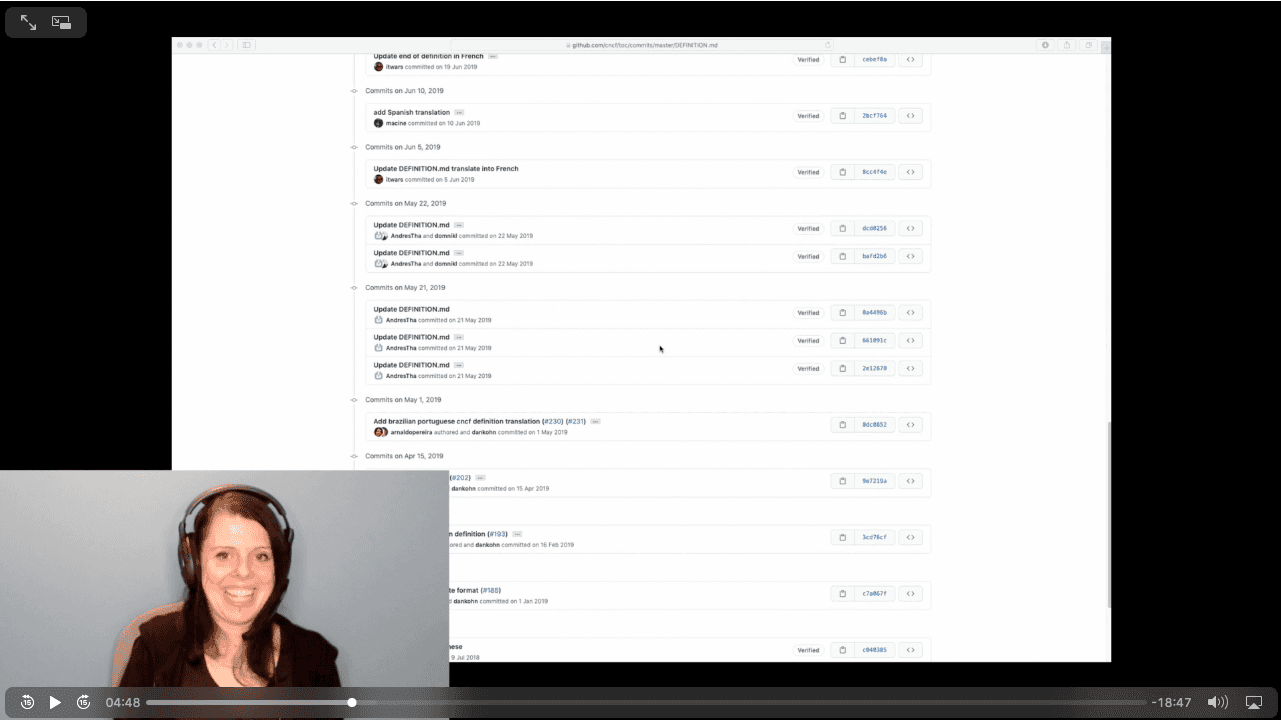 github.com/cncf/toc/commits/master/DEFINITION.md
Update end of definition in French
itwars committed on 19 Jun 2019
Verified
cebef0a
Commits on Jun 10, 2019
add Spanish translation
macine committed on 10 Jun 2019
Verified
2bcf764
Commits on Jun 5, 2019
Update DEFINITION.md translate into French
itwars committed on 5 Jun 2019
Verified
8cc4f4e
Commits on May 22, 2019
Update DEFINITION.md
AndresTha and domnikl committed on 22 May 2019
Verified
dcd0256
Update DEFINITION.md
AndresTha and domnikl committed on 22 May 2019
Verified
bafd2b6
Commits on May 21, 2019
Update DEFINITION.md
AndresTha committed on 21 May 2019
Verified
0a4496b
Update DEFINITION.md
AndresTha committed on 21 May 2019
Verified
661091c
Update DEFINITION.md
AndresTha committed on 21 May 2019
Verified
2e12670
Commits on May 1, 2019
Add brazilian portuguese cncf definition translation (#230) (#231)
arnaldopereira authored and dankohn committed on 1 May 2019
8dc0852
Commits on Apr 15, 2019
(#202)
dankohn committed on 15 Apr 2019
9e7219a
n definition (#193)
ored and dankohn committed on 16 Feb 2019
3cd76cf
te format (#188)
d dankohn committed on 1 Jan 2019
c7a067f
nese
9 Jul 2018
Verified
c040385
15
15
04:48
-18:47